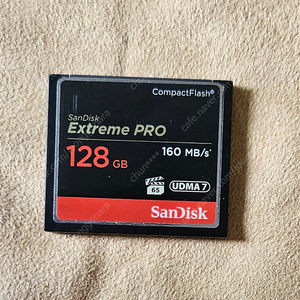 CompactFlash®
SanDisk
Extreme PRO
128 GB
160 MB/s
65
UDMA 7
SanDisk